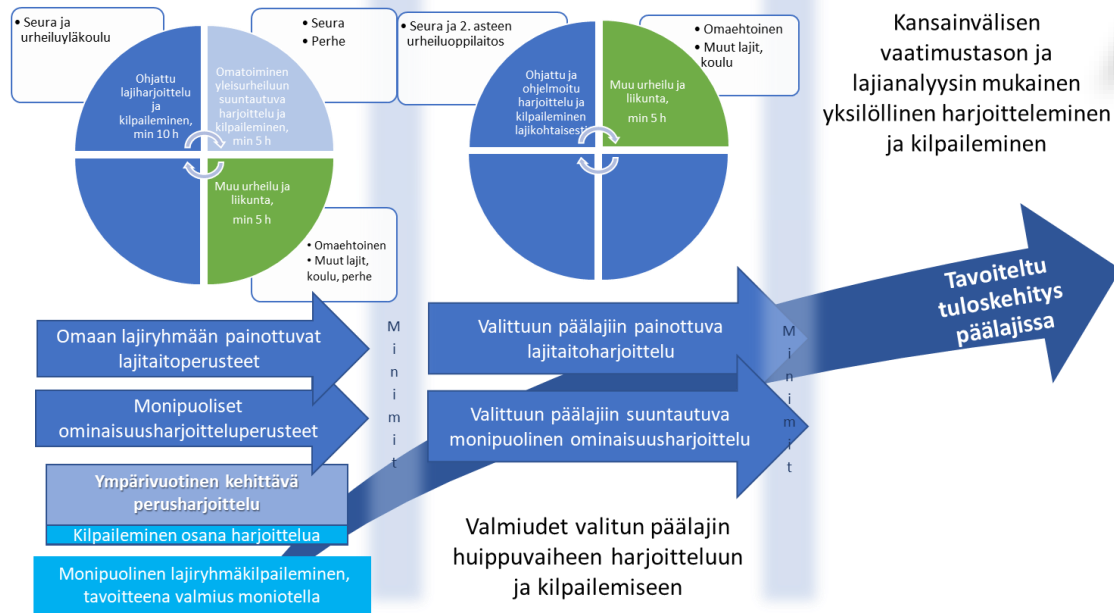 • Seura ja
urheiluyläkoulu
• Seura
• Perhe
Ohjattu
lajiharjoittelu
ja
kilpaileminen,
min 10 h
Omatoiminen
yleisurheiluun
suuntautuva
harjoittelu ja
kilpaileminen,
min 5 h
Muu urheilu ja
liikunta,
min 5 h
• Omaehtoinen
• Muut lajit,
koulu, perhe
• Seura ja 2. asteen
urheiluoppilaitos
• Omaehtoinen
• Muut lajit,
koulu
Ohjattu ja
ohjelmoitu
harjoittelu ja
kilpaileminen
lajikohtaisesti
Muu urheilu ja
liikunta,
min 5 h
Kansainvälisen
vaatimustason ja
lajianalyysin mukainen
yksilöllinen harjoitteleminen
ja kilpaileminen
Omaan lajiryhmään painottuvat
lajitaitoperusteet
Monipuoliset
ominaisuusharjoitteluperusteet
Ympärivuotinen kehittävä
perusharjoittelu
Kilpaileminen osana harjoittelua
Monipuolinen lajiryhmäkilpaileminen,
tavoitteena valmius moniotella
M
i
n
i
m
i
t
Valittuun päälajiin painottuva
lajitaitoharjoittelu
Valittuun päälajiin suuntautuva
monipuolinen ominaisuusharjoittelu
Valmiudet valitun päälajin
huippuvaiheen harjoitteluun
ja kilpailemiseen
M
i
n
i
m
i
t
Tavoiteltu
tuloskehitys
päälajissa